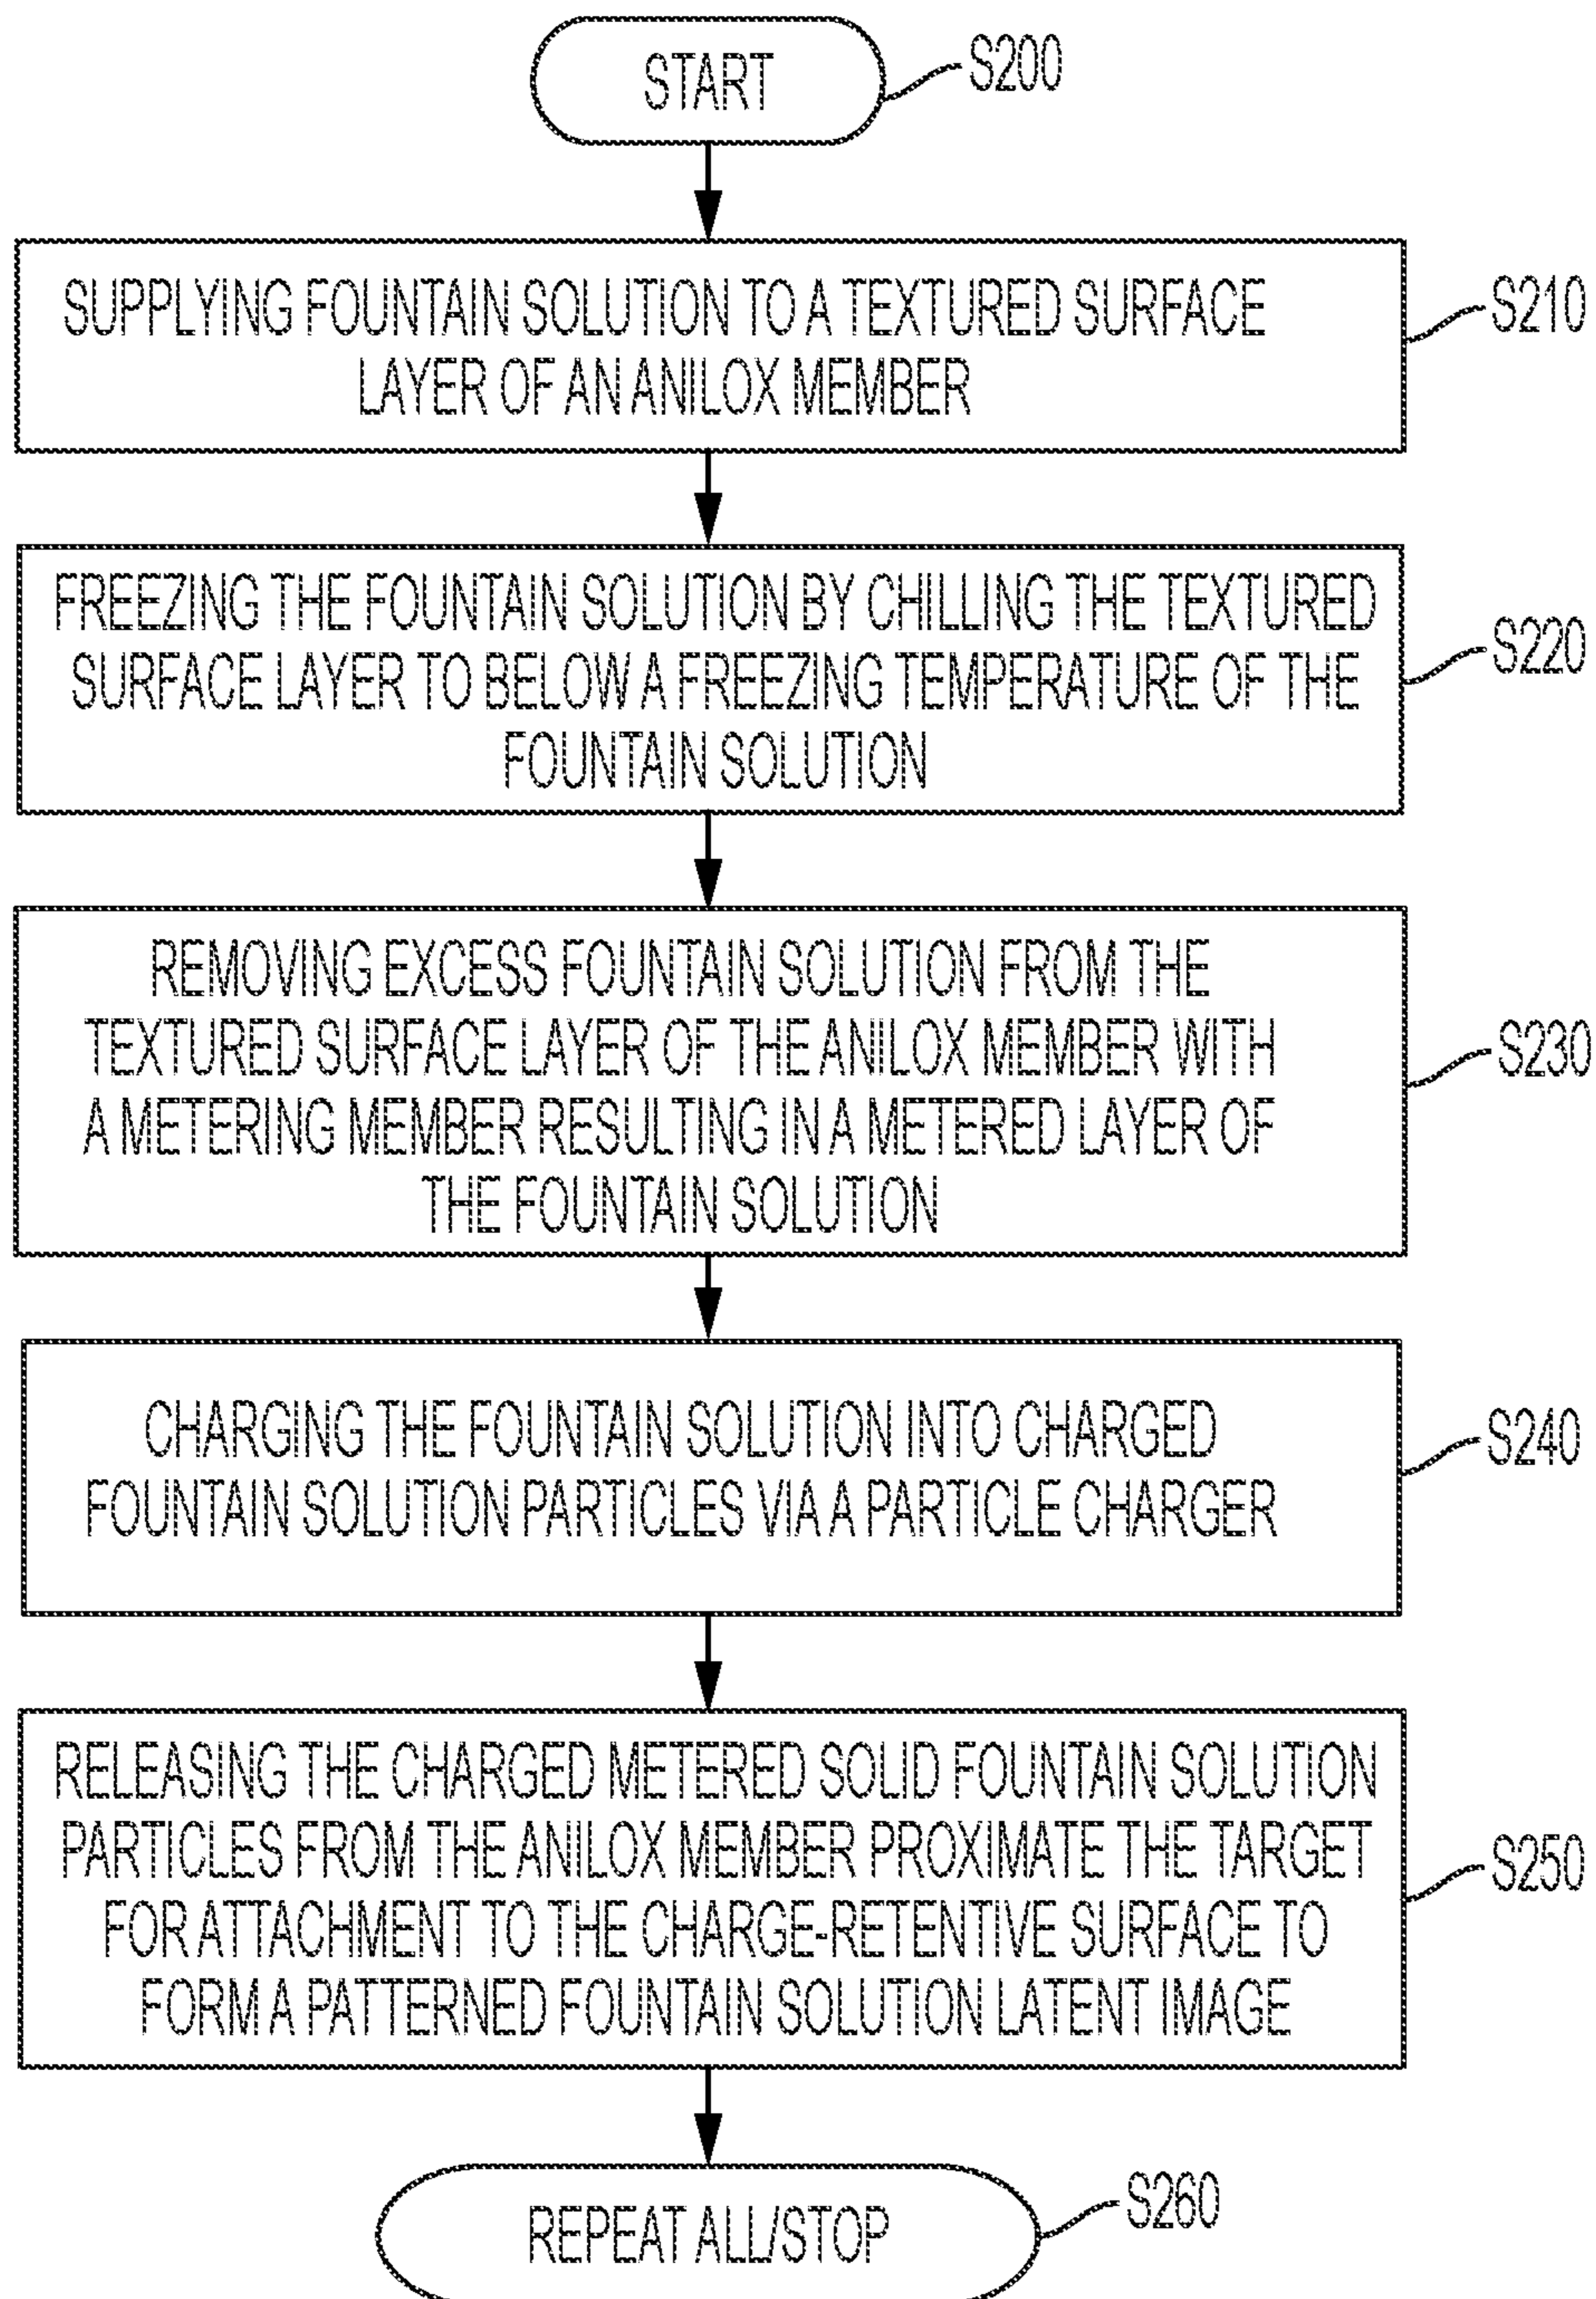 START
S200
SUPPLYING FOUNTAIN SOLUTION TO A TEXTURED SURFACE
LAYER OF AN ANILOX MEMBER
S210
FREEZING THE FOUNTAIN SOLUTION BY CHILLING THE TEXTURED
SURFACE LAYER TO BELOW A FREEZING TEMPERATURE OF THE
FOUNTAIN SOLUTION
S220
REMOVING EXCESS FOUNTAIN SOLUTION FROM THE
TEXTURED SURFACE LAYER OF THE ANILOX MEMBER WITH
A METERING MEMBER RESULTING IN A METERED LAYER OF
THE FOUNTAIN SOLUTION
S230
CHARGING THE FOUNTAIN SOLUTION INTO CHARGED
FOUNTAIN SOLUTION PARTICLES VIA A PARTICLE CHARGER
S240
RELEASING THE CHARGED METERED SOLID FOUNTAIN SOLUTION
PARTICLES FROM THE ANILOX MEMBER PROXIMATE THE TARGET
FOR ATTACHMENT TO THE CHARGE-RETENTIVE SURFACE TO
FORM A PATTERNED FOUNTAIN SOLUTION LATENT IMAGE
S250
REPEAT ALL/STOP
S260